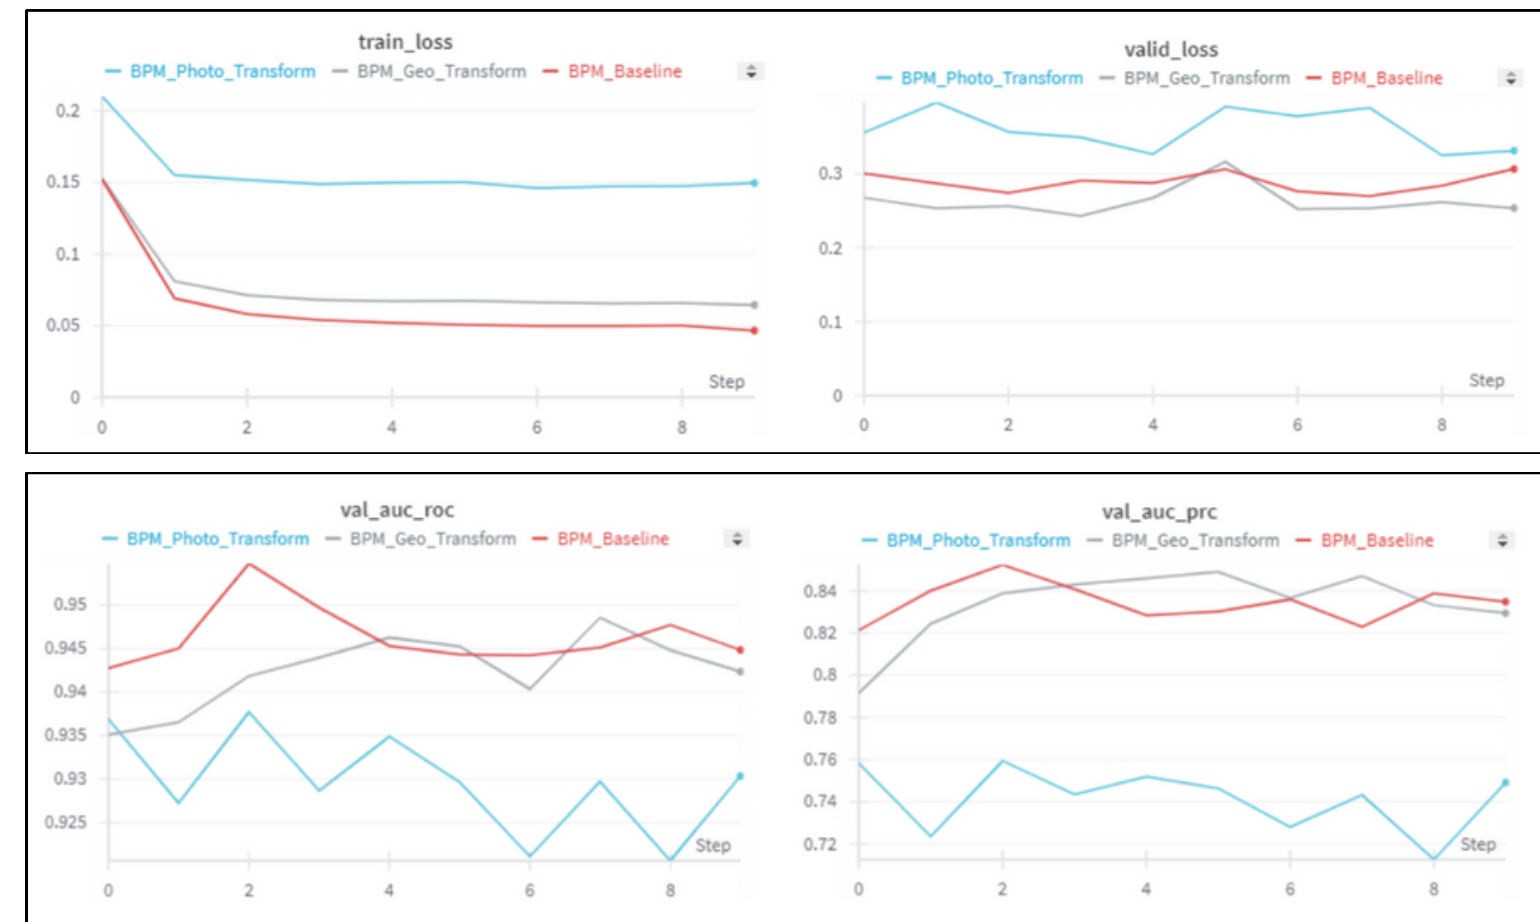 train_loss
BPM_Photo_Transform BPM_Geo_Transform BPM_Baseline
0.2
0.15
0.1
0.05
0
Step
0 2 4 6 8
valid_loss
BPM_Photo_Transform BPM_Geo_Transform BPM_Baseline
0.3
0.2
0.1
0
Step
0 2 4 6 8
val_auc_roc
BPM_Photo_Transform BPM_Geo_Transform BPM_Baseline
0.95
0.945
0.94
0.935
0.93
0.925
Step
0 2 4 6 8
val_auc_prc
BPM_Photo_Transform BPM_Geo_Transform BPM_Baseline
0.84
0.82
0.8
0.78
0.76
0.74
0.72
Step
0 2 4 6 8